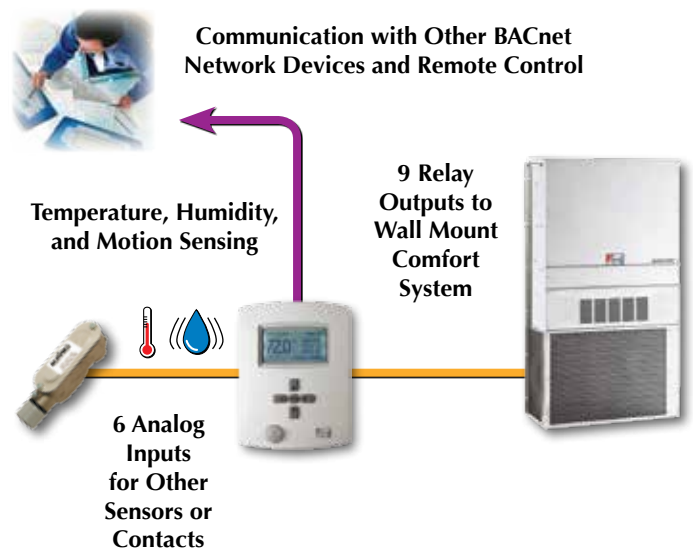 Communication with Other BACnet
Network Devices and Remote Control
9 Relay
Outputs to
Wall Mount
Comfort
System
Temperature, Humidity,
and Motion Sensing
72.0
6 Analog
Inputs
for Other
Sensors or
Contacts